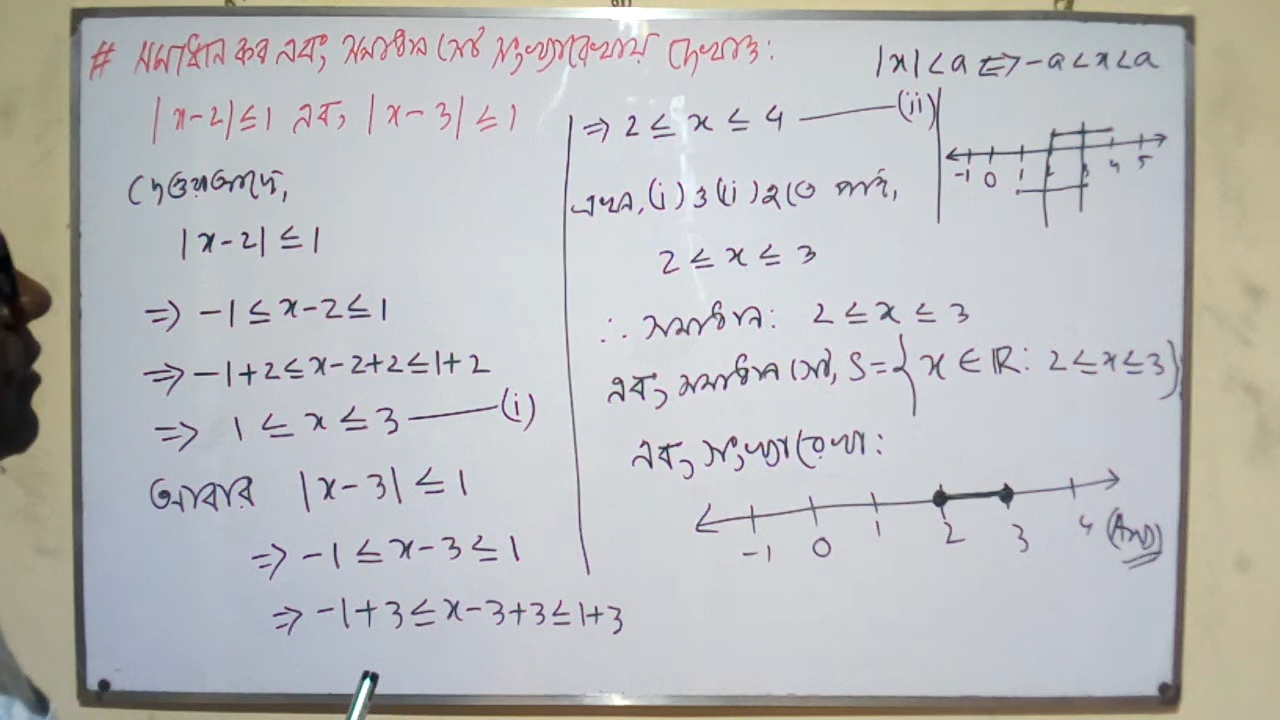 # সমাধান কর এবং সমাধান সেট সংখ্যারেখায় দেখাও:
|x-2| ≤ 1 এবং |x-3| ≤ 1
দেওয়া আছে,
|x-2| ≤ 1
⇒ -1 ≤ x-2 ≤ 1
⇒ -1+2 ≤ x-2+2 ≤ 1+2
⇒ 1 ≤ x ≤ 3 —— (i)
আবার |x-3| ≤ 1
⇒ -1 ≤ x-3 ≤ 1
⇒ -1+3 ≤ x-3+3 ≤ 1+3
|x| < a ⇔ -a < x < a
⇒ 2 ≤ x ≤ 4 —— (ii)
-1 0 1 4 5
এখন, (i) ও (ii) হতে পাই,
2 ≤ x ≤ 3
∴ সমাধান: 2 ≤ x ≤ 3
এবং সমাধান সেট, S = {x ∈ ℝ: 2 ≤ x ≤ 3}
এবং সংখ্যারেখা:
-1 0 1 2 3 4 (Ans)